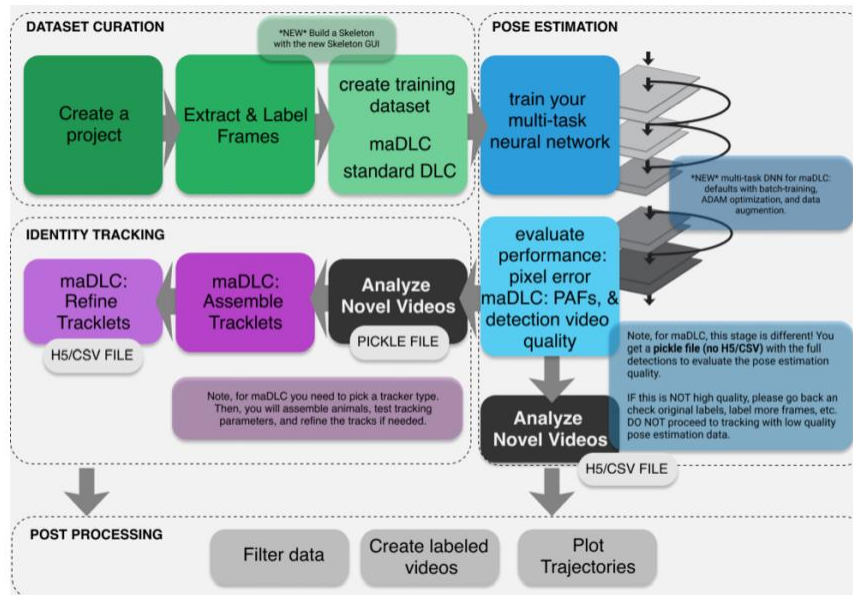 DATASET CURATION
*NEW* Build a Skeleton
with the new Skeleton GUI
Create a
project
Extract & Label
Frames
create training
dataset
maDLC
standard DLC
POSE ESTIMATION
train your
multi-task
neural network
*NEW* multi-task DNN for maDLC:
defaults with batch-training,
ADAM optimization, and data
augmention.
evaluate
performance:
pixel error
maDLC: PAFs, &
detection video
quality
Note, for maDLC, this stage is different! You
get a pickle file (no H5/CSV) with the full
detections to evaluate the pose estimation
quality.
IF this is NOT high quality, please go back an
check original labels, label more frames, etc.
DO NOT proceed to tracking with low quality
pose estimation data.
Analyze
Novel Videos
H5/CSV FILE
IDENTITY TRACKING
maDLC:
Refine
Tracklets
H5/CSV FILE
maDLC:
Assemble
Tracklets
Analyze
Novel Videos
PICKLE FILE
Note, for maDLC you need to pick a tracker type.
Then, you will assemble animals, test tracking
parameters, and refine the tracks if needed.
POST PROCESSING
Filter data
Create labeled
videos
Plot
Trajectories